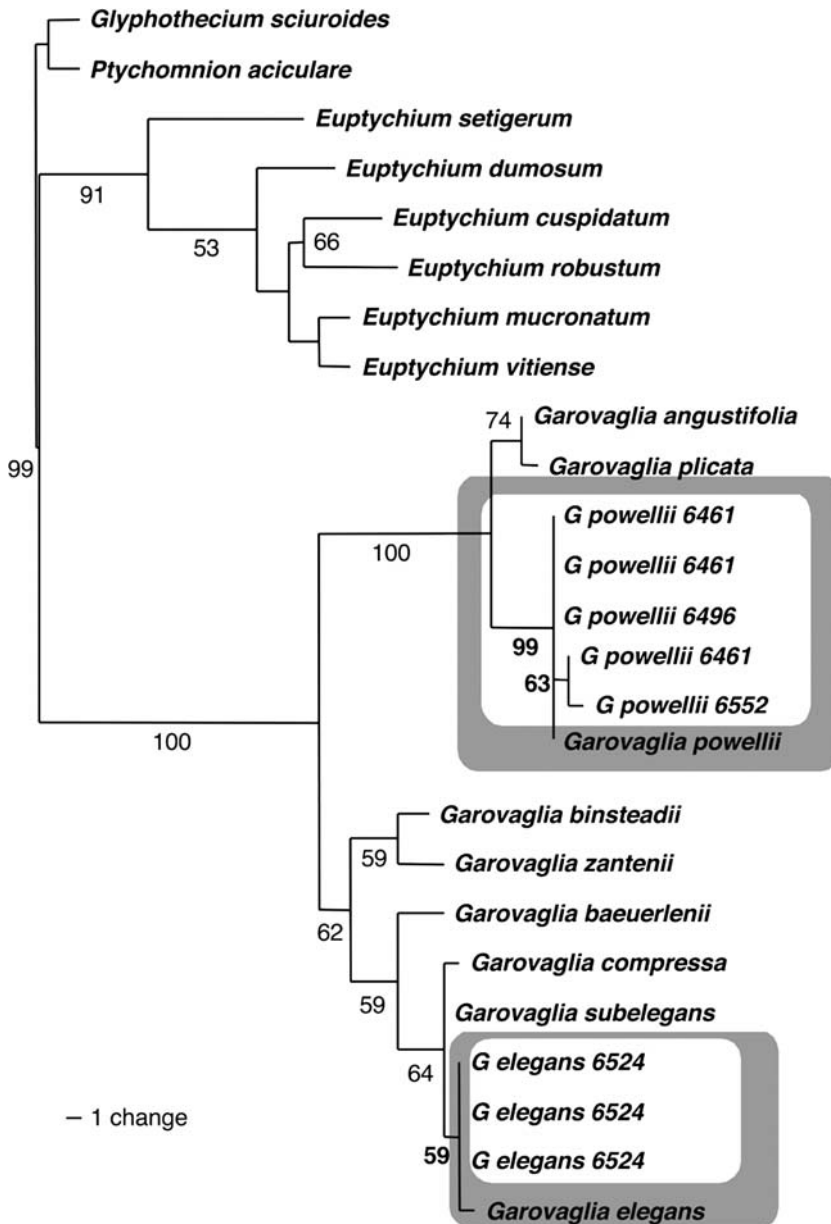 Glyphothecium sciuroides
Ptychomnion aciculare
Euptychium setigerum
Euptychium dumosum
91
Euptychium cuspidatum
66
53
Euptychium robustum
Euptychium mucronatum
Euptychium vitiense
Garovaglia angustifolia
74
Garovaglia plicata
99
G powellii 6461
100
G powellii 6461
G powellii 6496
99
G powellii 6461
63
G powellii 6552
Garovaglia powellii
100
Garovaglia binsteadii
59
Garovaglia zantenii
Garovaglia baeuerlenii
62
Garovaglia compressa
59
Garovaglia subelegans
G elegans 6524
64
G elegans 6524
– 1 change
G elegans 6524
59
Garovaglia elegans